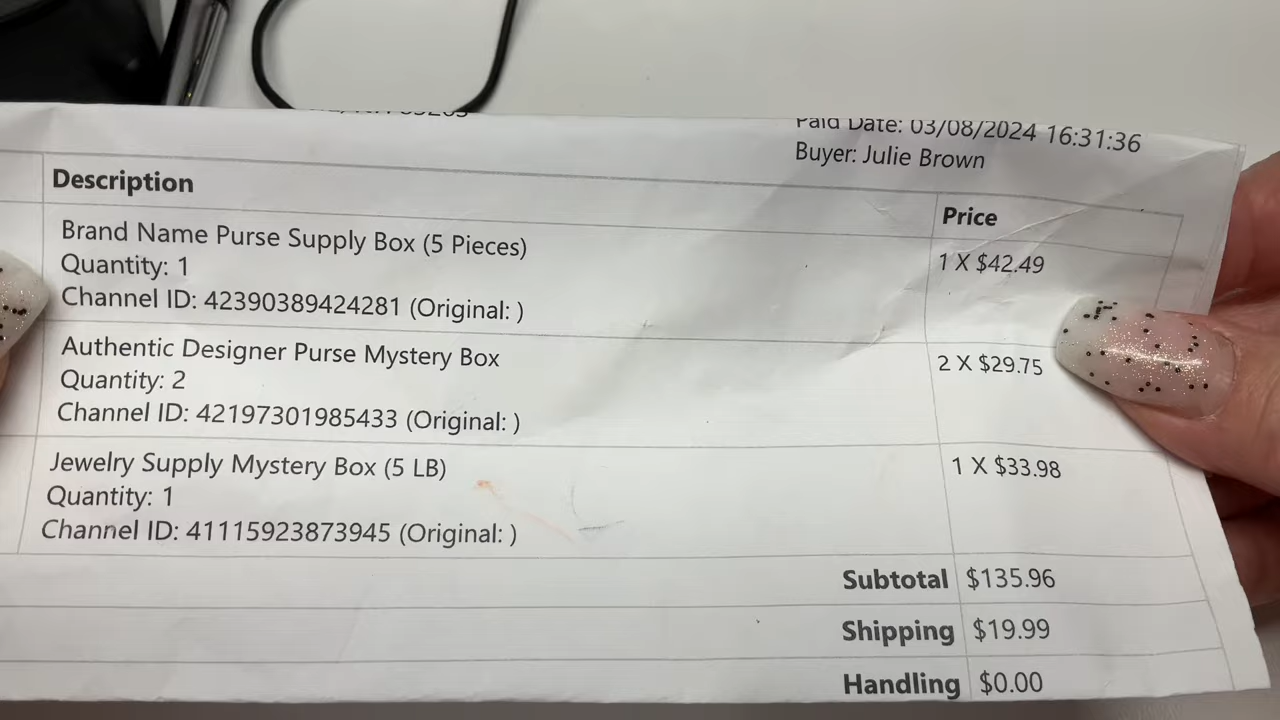 Paid Date: 03/08/2024 16:31:36
Buyer: Julie Brown
Description
Price
Brand Name Purse Supply Box (5 Pieces)
1 X $42.49
Quantity: 1
Channel ID: 42390389424281 (Original: )
Authentic Designer Purse Mystery Box
2 X $29.75
Quantity: 2
Channel ID: 42197301985433 (Original: )
Jewelry Supply Mystery Box (5 LB)
1 X $33.98
Quantity: 1
Channel ID: 41115923873945 (Original: )
Subtotal $135.96
Shipping $19.99
Handling $0.00